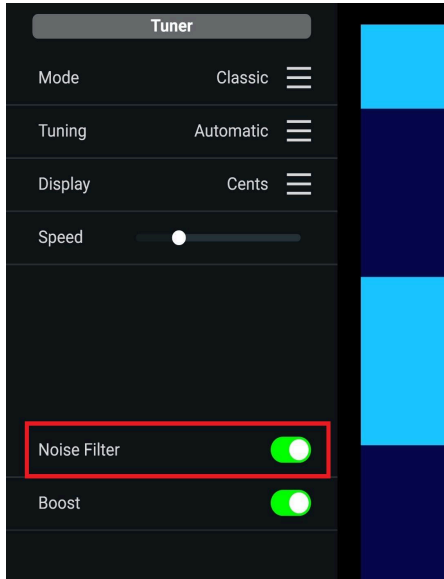 Tuner
Mode Classic
Tuning Automatic
Display Cents
Speed
Noise Filter
Boost